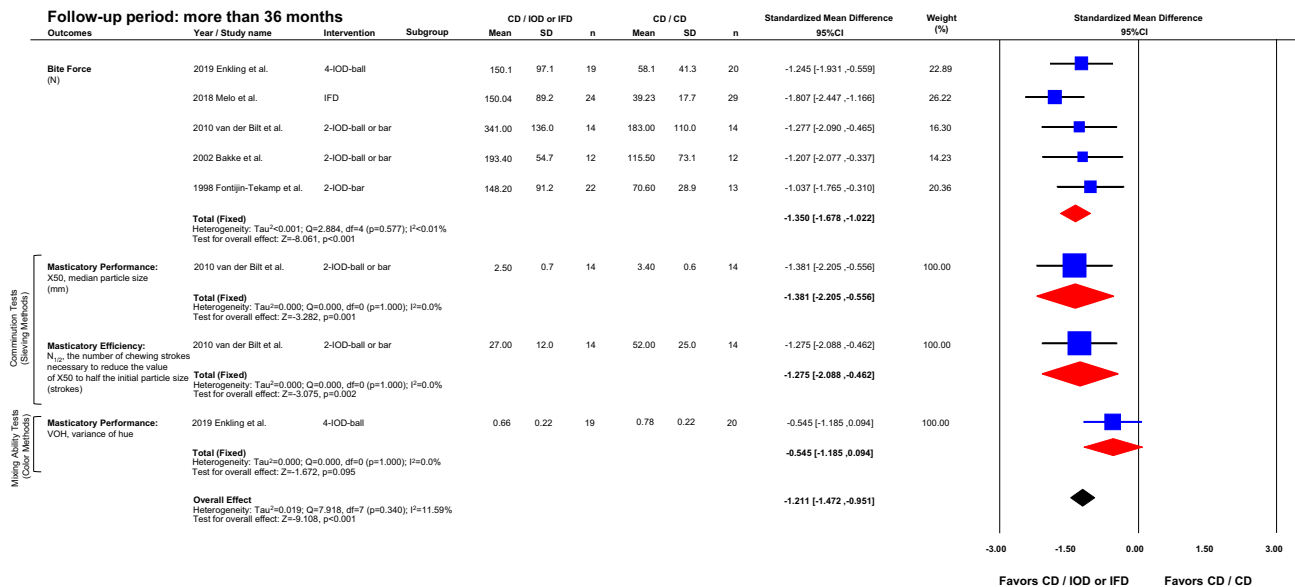 Follow-up period: more than 36 months
CD / IOD or IFD CD / CD Standardized Mean Difference Weight Standardized Mean Difference
Outcomes Year / Study name Intervention Subgroup Mean SD n Mean SD n 95%CI (%) 95%CI
Bite Force 2019 Enkling et al. 4-IOD-ball 150.1 97.1 19 58.1 41.3 20 -1.245 [-1.931 ,-0.559] 22.89
(N)
2018 Melo et al. IFD 150.04 89.2 24 39.23 17.7 29 -1.807 [-2.447 ,-1.166] 26.22
2010 van der Bilt et al. 2-IOD-ball or bar 341.00 136.0 14 183.00 110.0 14 -1.277 [-2.090 ,-0.465] 16.30
2002 Bakke et al. 2-IOD-ball or bar 193.40 54.7 12 115.50 73.1 12 -1.207 [-2.077 ,-0.337] 14.23
1998 Fontijin-Tekamp et al. 2-IOD-bar 148.20 91.2 22 70.60 28.9 13 -1.037 [-1.765 ,-0.310] 20.36
Total (Fixed) -1.350 [-1.678 ,-1.022]
Heterogeneity: Tau²<0.001; Q=2.884, df=4 (p=0.577); I²<0.01%
Test for overall effect: Z=-8.061, p<0.001
Comminution Tests
(Sieving Methods)
Masticatory Performance: 2010 van der Bilt et al. 2-IOD-ball or bar 2.50 0.7 14 3.40 0.6 14 -1.381 [-2.205 ,-0.556] 100.00
X50, median particle size
(mm)
Total (Fixed) -1.381 [-2.205 ,-0.556]
Heterogeneity: Tau²=0.000; Q=0.000, df=0 (p=1.000); I²=0.0%
Test for overall effect: Z=-3.282, p=0.001
Masticatory Efficiency: 2010 van der Bilt et al. 2-IOD-ball or bar 27.00 12.0 14 52.00 25.0 14 -1.275 [-2.088 ,-0.462] 100.00
N1/2, the number of chewing strokes
necessary to reduce the value
of X50 to half the initial particle size
(strokes)
Total (Fixed) -1.275 [-2.088 ,-0.462]
Heterogeneity: Tau²=0.000; Q=0.000, df=0 (p=1.000); I²=0.0%
Test for overall effect: Z=-3.075, p=0.002
Mixing Ability Tests
(Color Methods)
Masticatory Performance: 2019 Enkling et al. 4-IOD-ball 0.66 0.22 19 0.78 0.22 20 -0.545 [-1.185 ,0.094] 100.00
VOH, variance of hue
Total (Fixed) -0.545 [-1.185 ,0.094]
Heterogeneity: Tau²=0.000; Q=0.000, df=0 (p=1.000); I²=0.0%
Test for overall effect: Z=-1.672, p=0.095
Overall Effect -1.211 [-1.472 ,-0.951]
Heterogeneity: Tau²=0.019; Q=7.918, df=7 (p=0.340); I²=11.59%
Test for overall effect: Z=-9.108, p<0.001
-3.00 -1.50 0.00 1.50 3.00
Favors CD / IOD or IFD Favors CD / CD